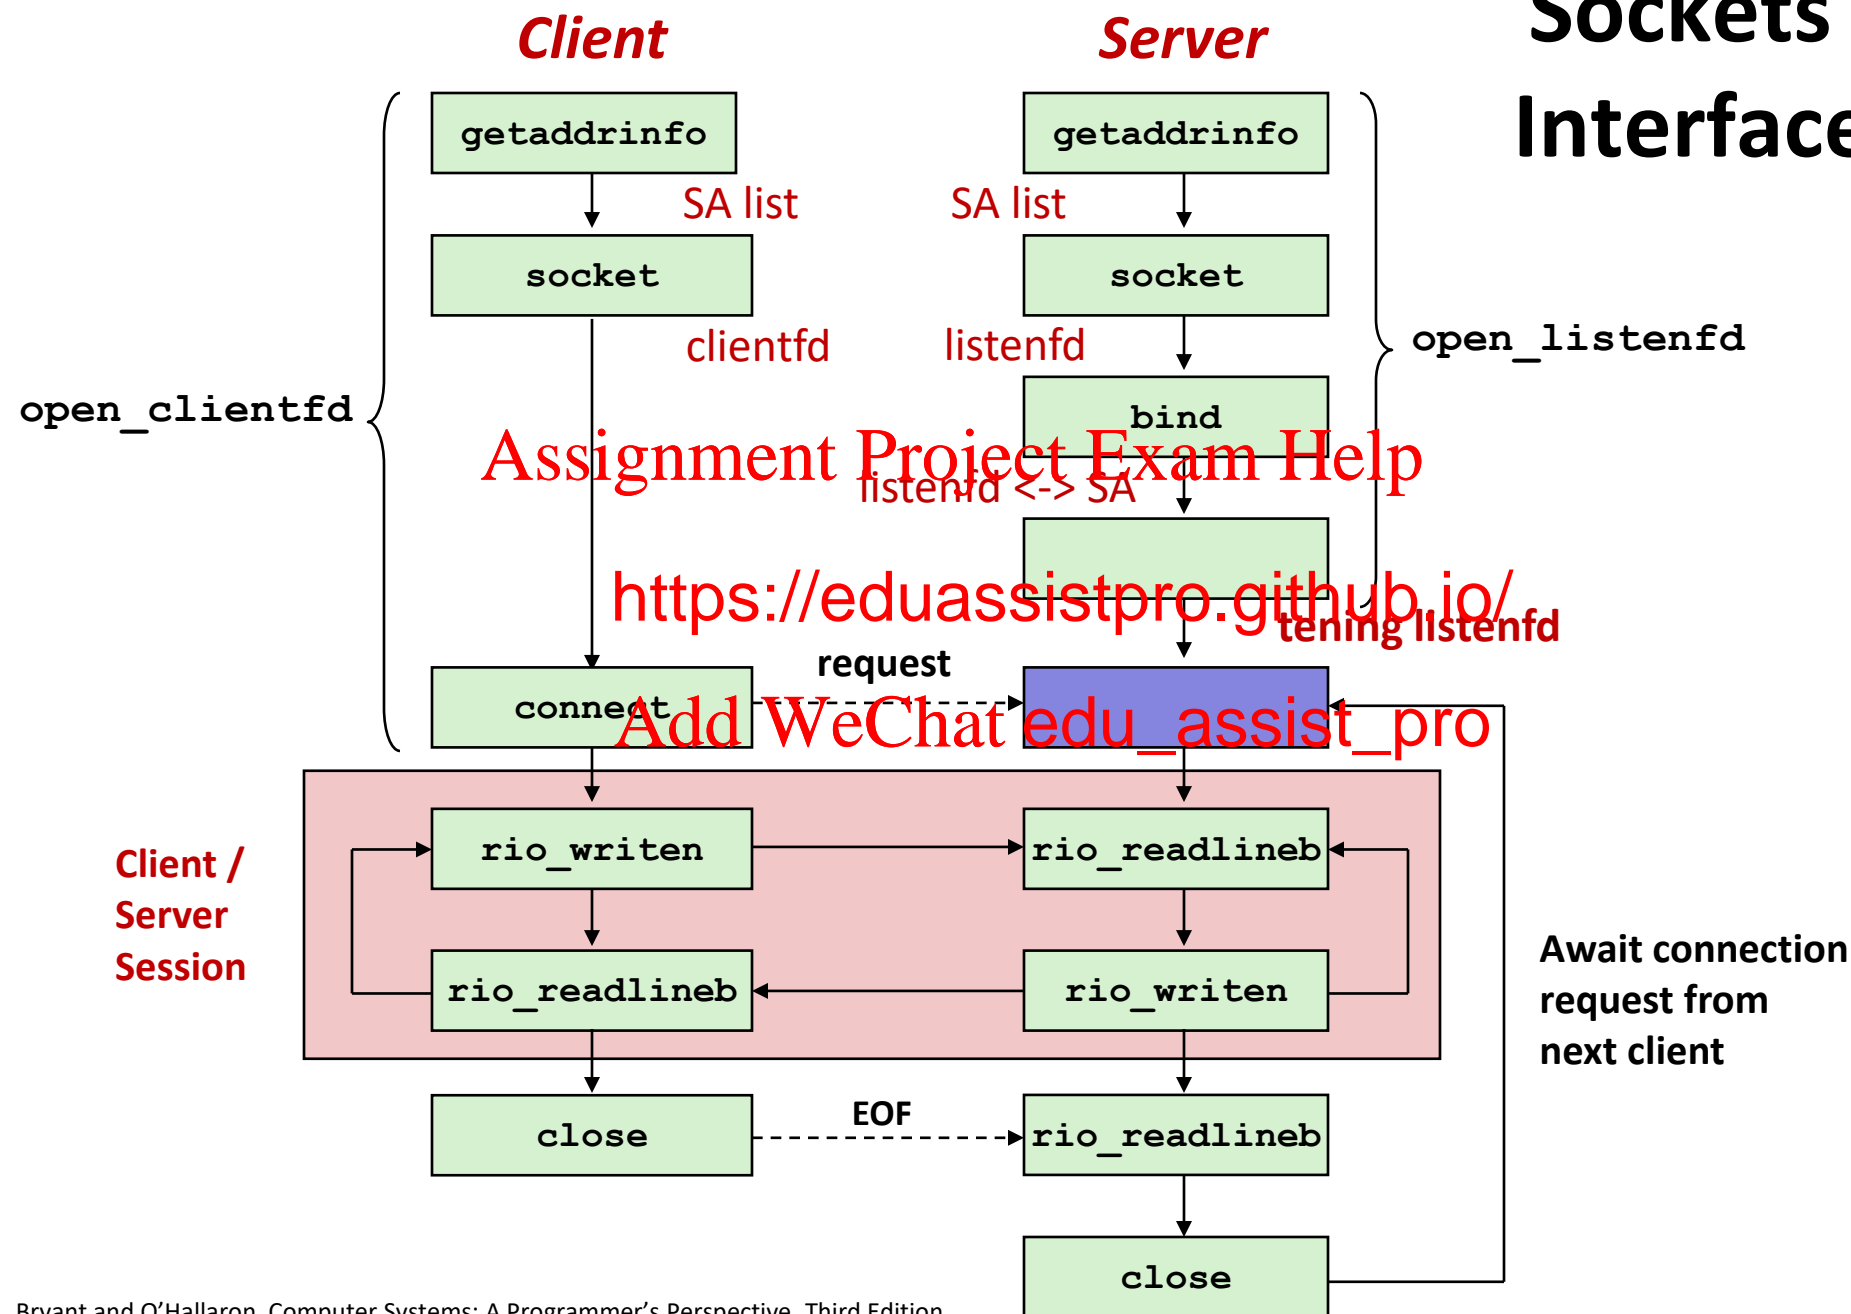 Sockets
Interface
Client
Server
getaddrinfo
getaddrinfo
SA list
SA list
socket
socket
clientfd
listenfd
open_listenfd
open_clientfd
bind
Assignment Project Exam Help
listenfd <-> SA
https://eduassistpro.github.io/
tening listenfd
request
connect
Add WeChat edu_assist_pro
rio_writen
rio_readlineb
Client /
Server
Session
rio_readlineb
rio_writen
Await connection
request from
next client
close
EOF
rio_readlineb
close
Bryant and O'Hallaron, Computer Systems: A Programmer's Perspective, Third Edition